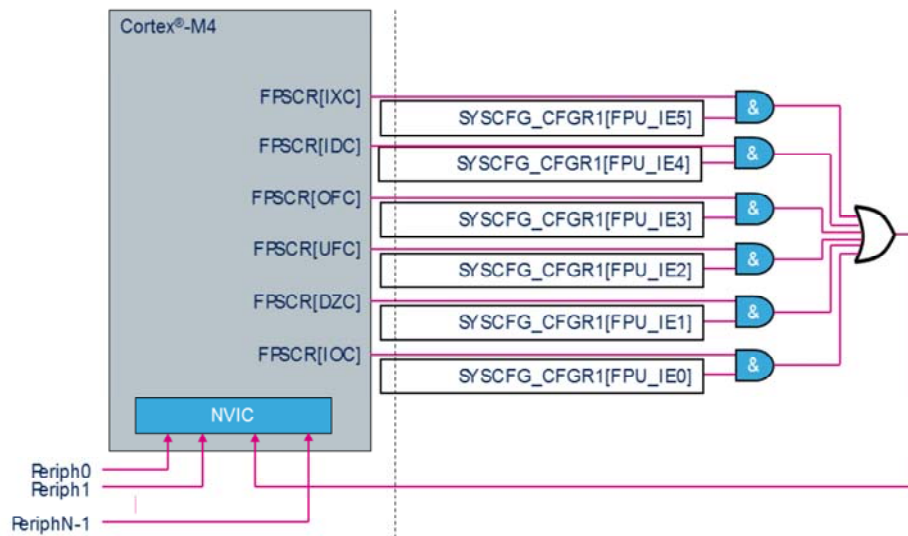 Cortex®-M4
FPSCR[IXC]
&
SYSCFG_CFGR1[FPU_IE5]
FPSCR[IDC]
&
SYSCFG_CFGR1[FPU_IE4]
FPSCR[OFC]
&
SYSCFG_CFGR1[FPU_IE3]
FPSCR[UFC]
&
SYSCFG_CFGR1[FPU_IE2]
FPSCR[DZC]
&
SYSCFG_CFGR1[FPU_IE1]
FPSCR[IOC]
&
SYSCFG_CFGR1[FPU_IE0]
NVIC
Periph0
Periph1
PeriphN-1